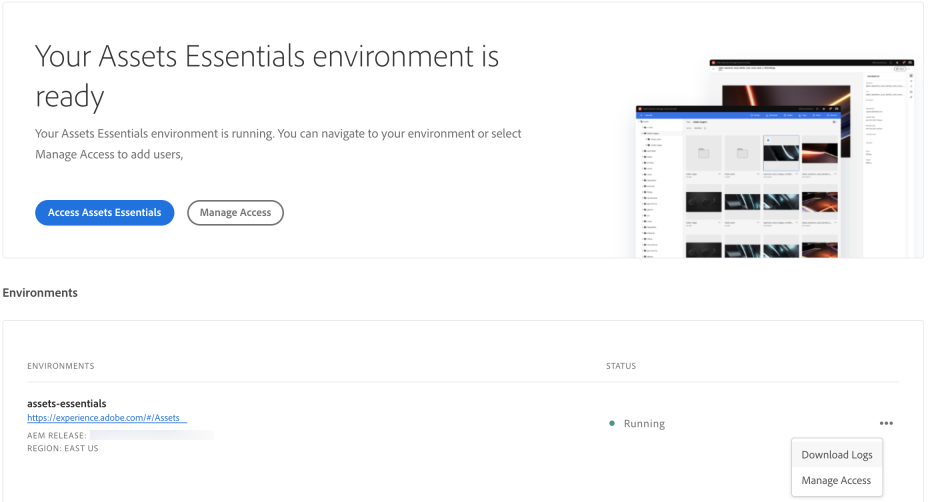 Your Assets Essentials environment is
ready
Your Assets Essentials environment is running. You can navigate to your environment or select
Manage Access to add users,
Access Assets Essentials
Manage Access
Environments
ENVIRONMENTS
STATUS
assets-essentials
https://experience.adobe.com/#/Assets
AEM RELEASE:
REGION: EAST US
Running
Download Logs
Manage Access